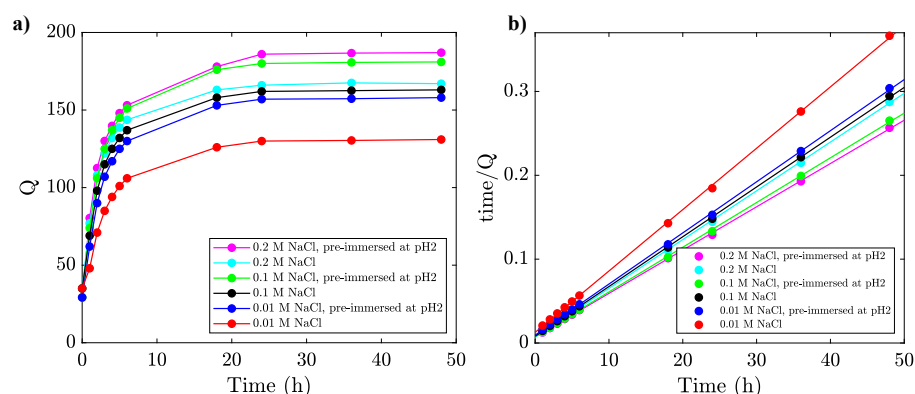 a)
200
150
100
50
0
Q
0 10 20 30 40 50
Time (h)
0.2 M NaCl, pre-immersed at pH2
0.2 M NaCl
0.1 M NaCl, pre-immersed at pH2
0.1 M NaCl
0.01 M NaCl, pre-immersed at pH2
0.01 M NaCl
b)
0.3
0.2
0.1
0
time/Q
0 10 20 30 40 50
Time (h)
0.2 M NaCl, pre-immersed at pH2
0.2 M NaCl
0.1 M NaCl, pre-immersed at pH2
0.1 M NaCl
0.01 M NaCl, pre-immersed at pH2
0.01 M NaCl